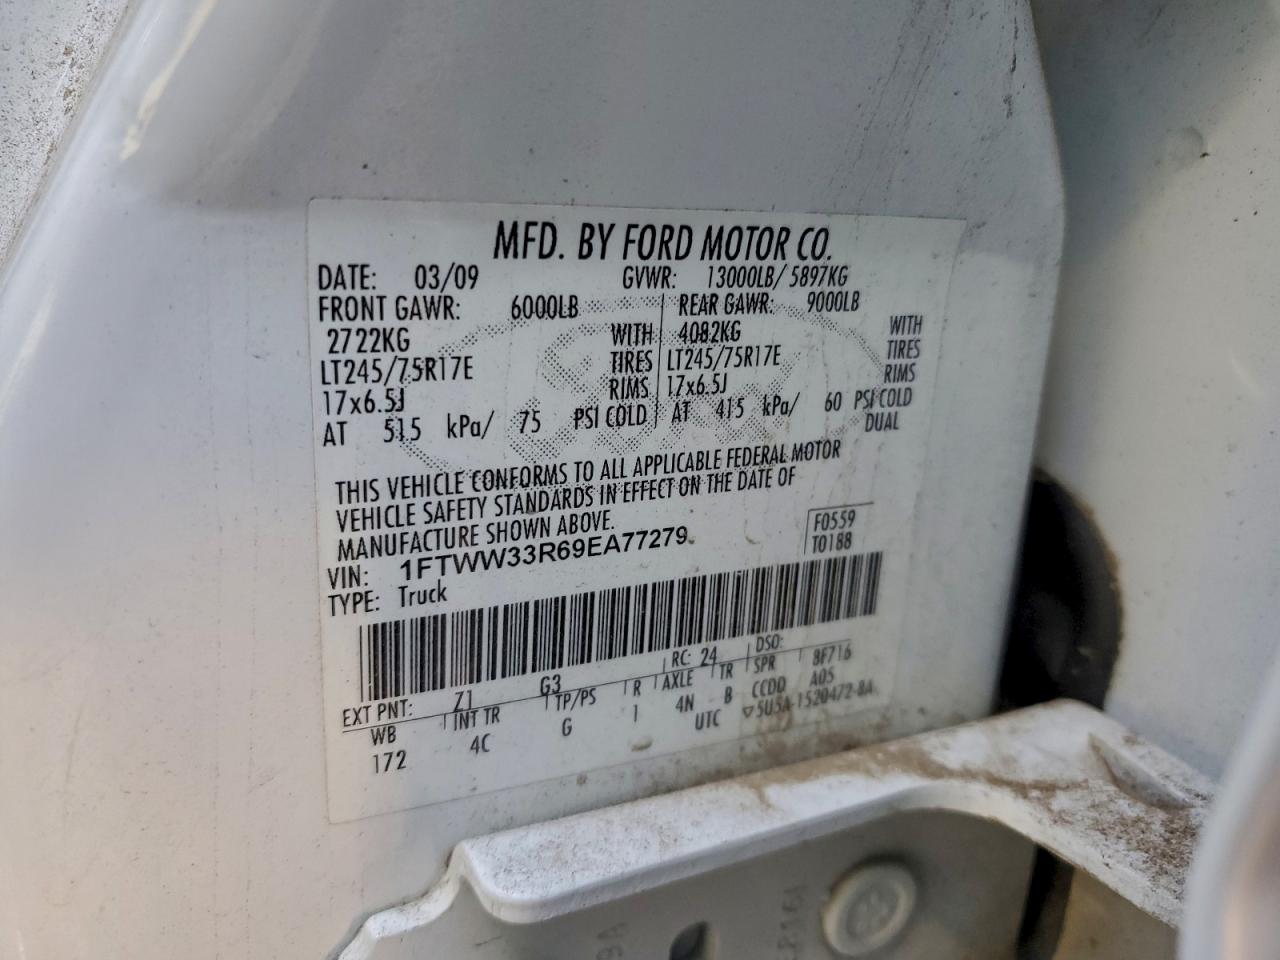 MFD. BY FORD MOTOR CO.
DATE: 03/09 GVWR: 13000LB/ 5897KG
FRONT GAWR: 6000LB REAR GAWR: 9000LB
2722KG WITH 4082KG WITH
LT245/75R17E TIRES LT245/75R17E TIRES
17x6.5J RIMS 17x6.5J RIMS
AT 515 kPa/ 75 PSI COLD AT 415 kPa/ 60 PSI COLD
DUAL
THIS VEHICLE CONFORMS TO ALL APPLICABLE FEDERAL MOTOR
VEHICLE SAFETY STANDARDS IN EFFECT ON THE DATE OF
MANUFACTURE SHOWN ABOVE.
F0559
VIN: 1FTWW33R69EA77279
T0188
TYPE: Truck
EXT PNT: Z1 G3 RC: 24 DSO:
WB INT TR TP/PS R AXLE TR SPR 8F716
172 4C G 1 4N B CCDD A05
UTC ▽5U5A-1520472-BA